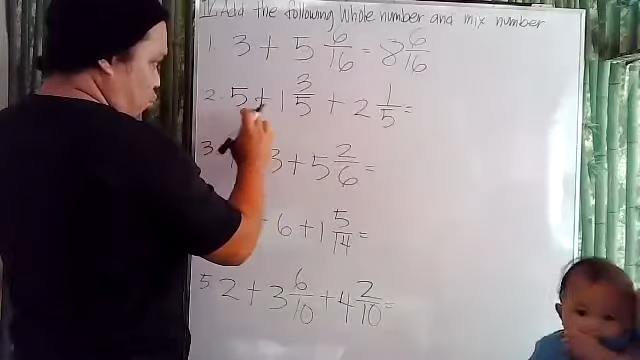 IV. Add the following whole number and mix number
1. 3 + 5 6/16 = 8 6/16
2. 5 + 1 3/5 + 2 1/5 =
3. 3 + 5 2/6 =
6 + 1 5/14 =
5 2 + 3 6/10 + 4 2/10 =